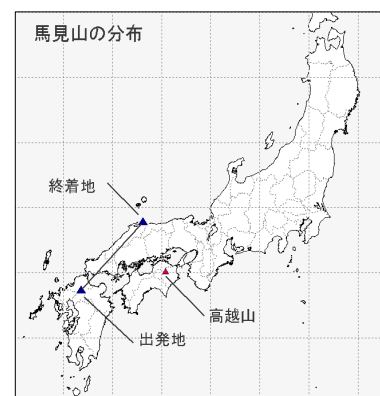 馬見山の分布
終着地
高越山
出発地